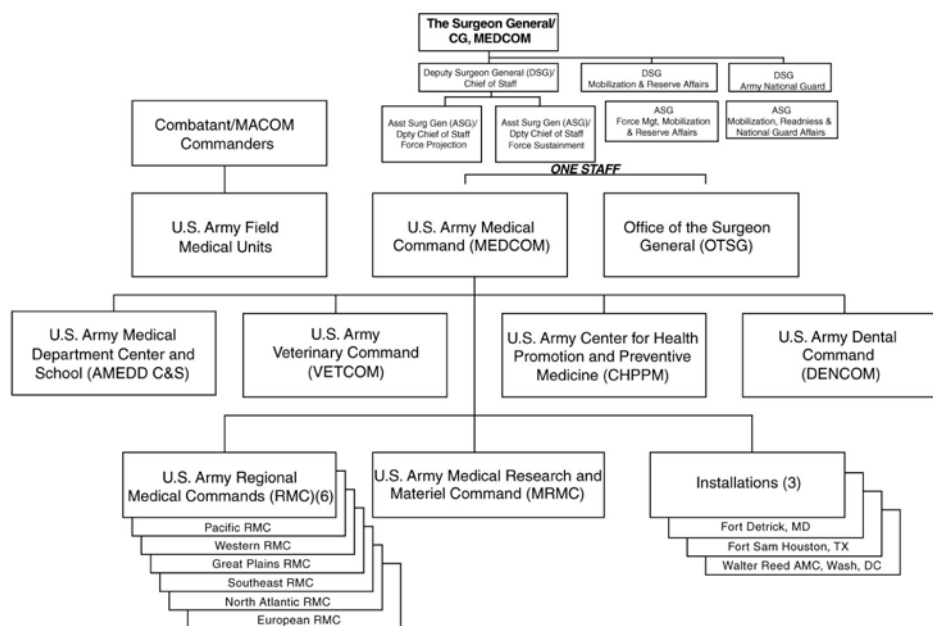 The Surgeon General/
CG, MEDCOM
Deputy Surgeon General (DSG)/
Chief of Staff
DSG
Mobilization & Reserve Affairs
DSG
Army National Guard
Asst Surg Gen (ASG)/
Dpty Chief of Staff
Force Projection
Asst Surg Gen (ASG)/
Dpty Chief of Staff
Force Sustainment
ASG
Force Mgt, Mobilization
& Reserve Affairs
ASG
Mobilization, Readness &
National Guard Affairs
Combatant/MACOM
Commanders
ONE STAFF
U.S. Army Field
Medical Units
U.S. Army Medical
Command (MEDCOM)
Office of the Surgeon
General (OTSG)
U.S. Army Medical
Department Center and
School (AMEDD C&S)
U.S. Army
Veterinary Command
(VETCOM)
U.S. Army Center for Health
Promotion and Preventive
Medicine (CHPPM)
U.S. Army Dental
Command
(DENCOM)
U.S. Army Regional
Medical Commands (RMC)(6)
Pacific RMC
Western RMC
Great Plains RMC
Southeast RMC
North Atlantic RMC
European RMC
U.S. Army Medical Research and
Materiel Command (MRMC)
Installations (3)
Fort Detrick, MD
Fort Sam Houston, TX
Walter Reed AMC, Wash, DC